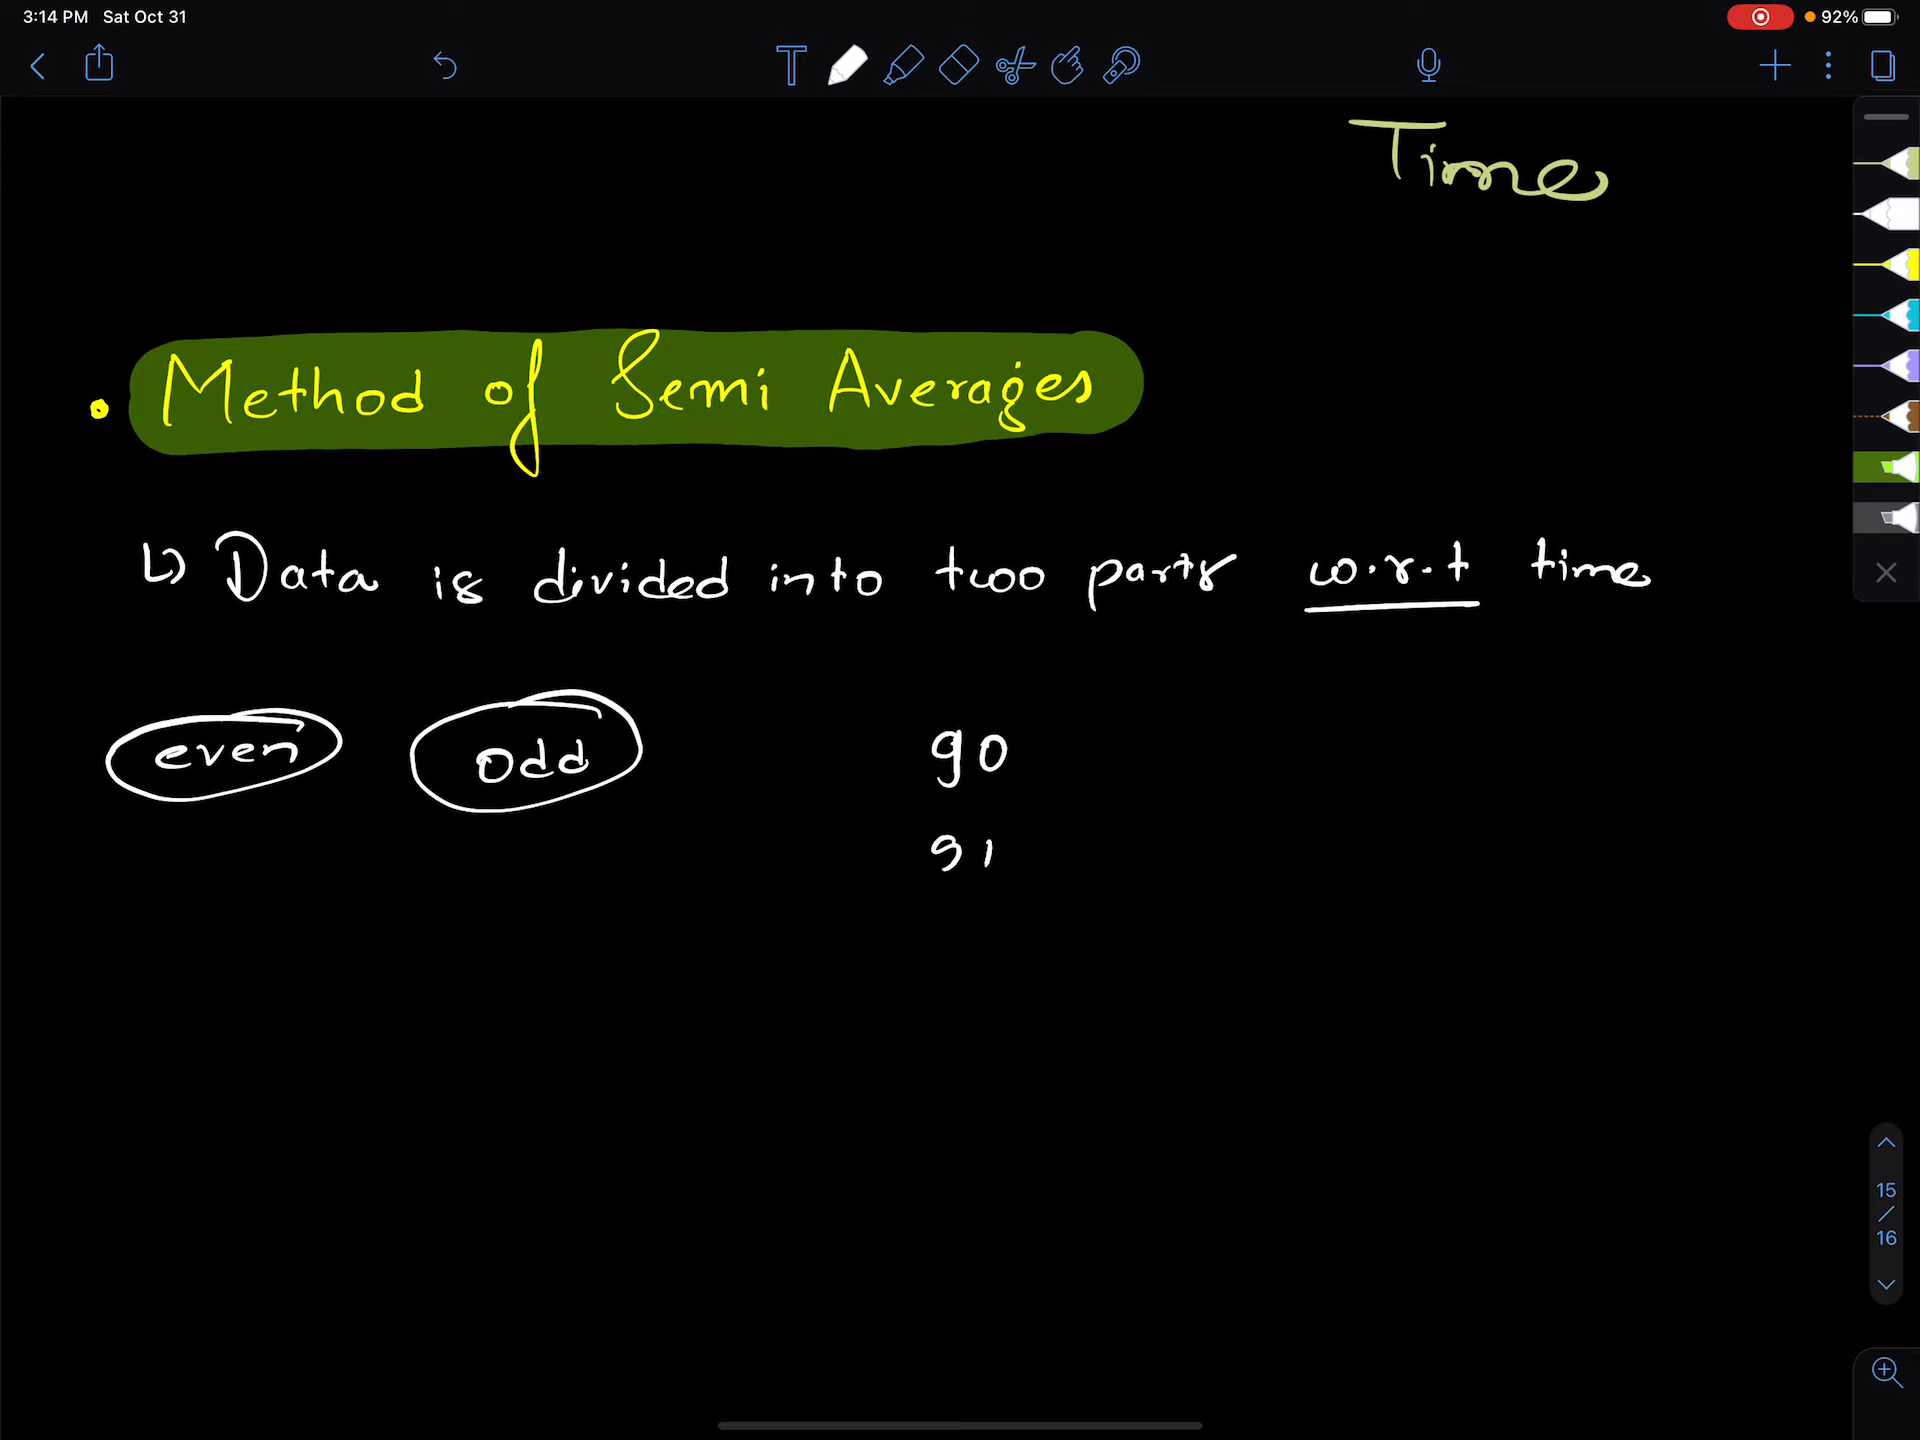 3:14 PM Sat Oct 31
92%
T
Time
• Method of Semi Averages
↳ Data is divided into two parts w.r.t time
even odd 90
91
15
/
16